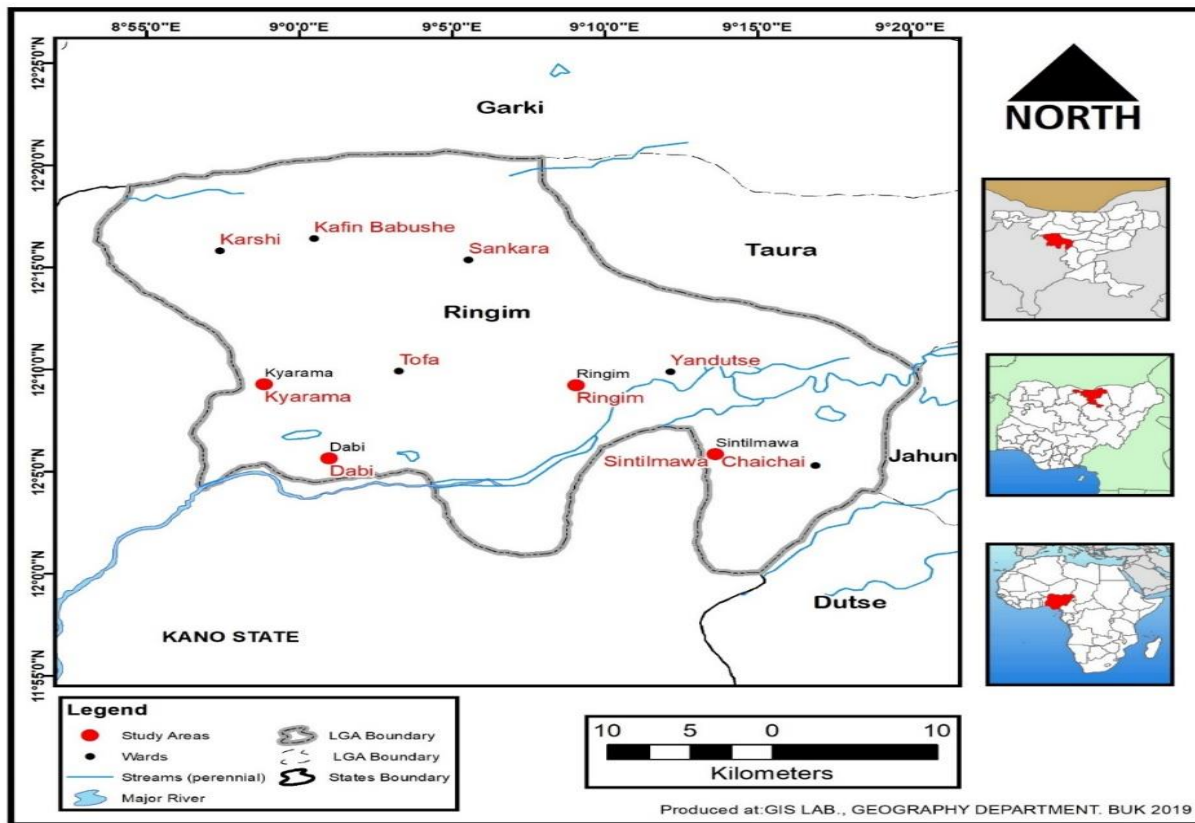 8°55'0"E 9°0'0"E 9°5'0"E 9°10'0"E 9°15'0"E 9°20'0"E
12°25'0"N
12°20'0"N
12°15'0"N
12°10'0"N
12°5'0"N
12°0'0"N
11°55'0"N
Garki
NORTH
Kafin Babushe
Karshi
Sankara
Taura
Ringim
Tofa
Yandutse
Kyarama
Kyarama
Ringim
Ringim
Dabi
Dabi
Sintilmawa
Sintilmawa Chaichai
Jahun
Dutse
KANO STATE
Legend
Study Areas
LGA Boundary
Wards
LGA Boundary
Streams (perennial)
States Boundary
Major River
10 5 0 10
Kilometers
Produced at:GIS LAB., GEOGRAPHY DEPARTMENT. BUK 2019